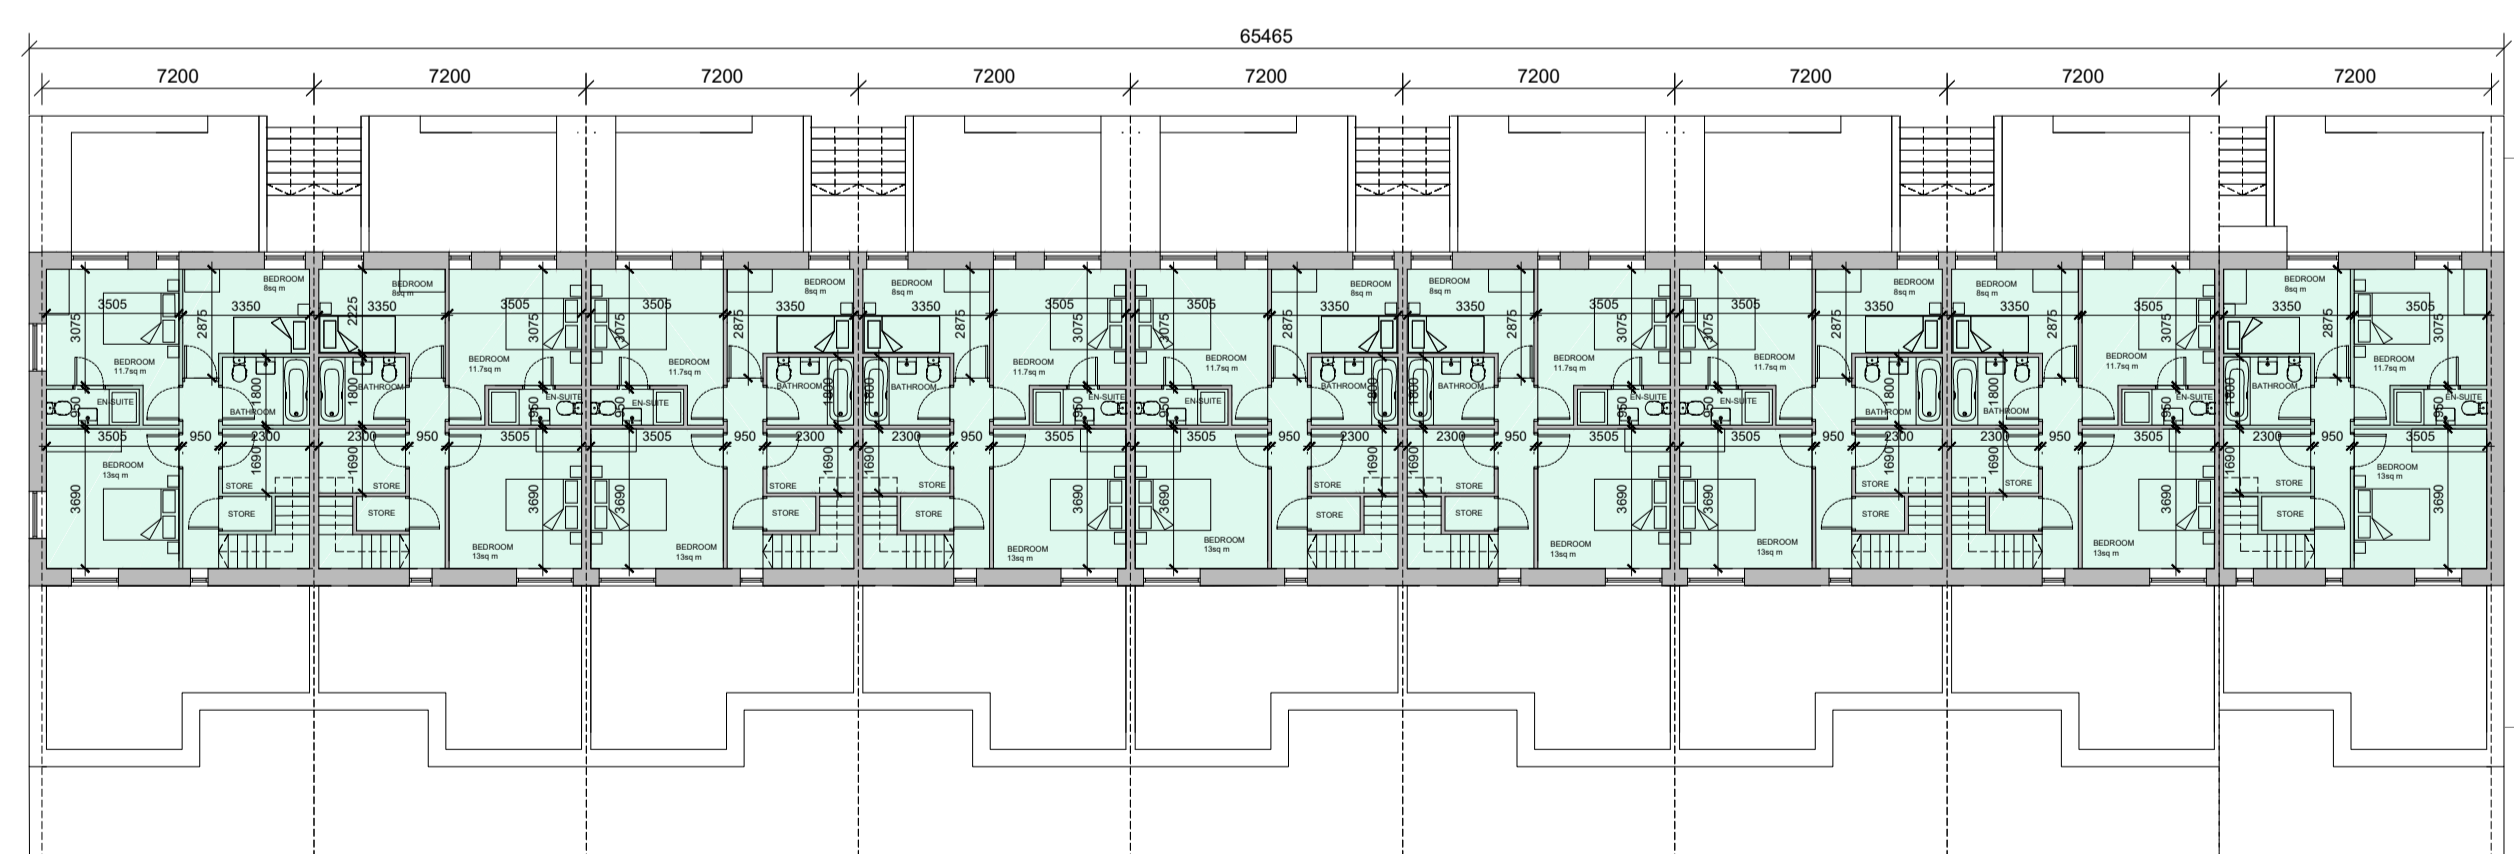 65465
7200
7200
7200
7200
7200
7200
7200
7200
7200
BEDROOM
8sq m
3505
3350
3075
2875
BEDROOM
11.7sq m
1800
EN-SUITE
950
BATHROOM
3505
950
2300
1690
BEDROOM
13sq m
STORE
3690
STORE
BEDROOM
8sq m
2225
3350
3505
3075
BEDROOM
11.7sq m
1800
BATHROOM
EN-SUITE
950
2300
950
3505
1690
STORE
3690
STORE
BEDROOM
13sq m
BEDROOM
8sq m
3505
3350
3075
2875
BEDROOM
11.7sq m
BATHROOM
1800
EN-SUITE
950
3505
950
2300
1690
STORE
3690
STORE
BEDROOM
13sq m
BEDROOM
8sq m
3350
3505
2875
3075
BEDROOM
11.7sq m
1800
BATHROOM
EN-SUITE
950
2300
950
3505
1690
STORE
3690
STORE
BEDROOM
13sq m
BEDROOM
8sq m
3505
3350
3075
2875
BEDROOM
11.7sq m
BATHROOM
1800
EN-SUITE
950
3505
950
2300
1690
STORE
3690
STORE
BEDROOM
13sq m
BEDROOM
8sq m
3350
3505
2875
3075
BEDROOM
11.7sq m
1800
BATHROOM
EN-SUITE
950
2300
950
3505
1690
STORE
3690
STORE
BEDROOM
13sq m
BEDROOM
8sq m
3505
3350
3075
2875
BEDROOM
11.7sq m
1800
EN-SUITE
950
BATHROOM
3505
950
2300
1690
STORE
3690
STORE
BEDROOM
13sq m
BEDROOM
8sq m
3350
3505
2875
3075
BEDROOM
11.7sq m
1800
EN-SUITE
950
BATHROOM
2300
950
3505
1690
STORE
3690
STORE
BEDROOM
13sq m
BEDROOM
8sq m
3350
3505
2875
3075
BEDROOM
11.7sq m
1800
BATHROOM
EN-SUITE
950
2300
950
3505
1690
BEDROOM
13sq m
STORE
3690
STORE